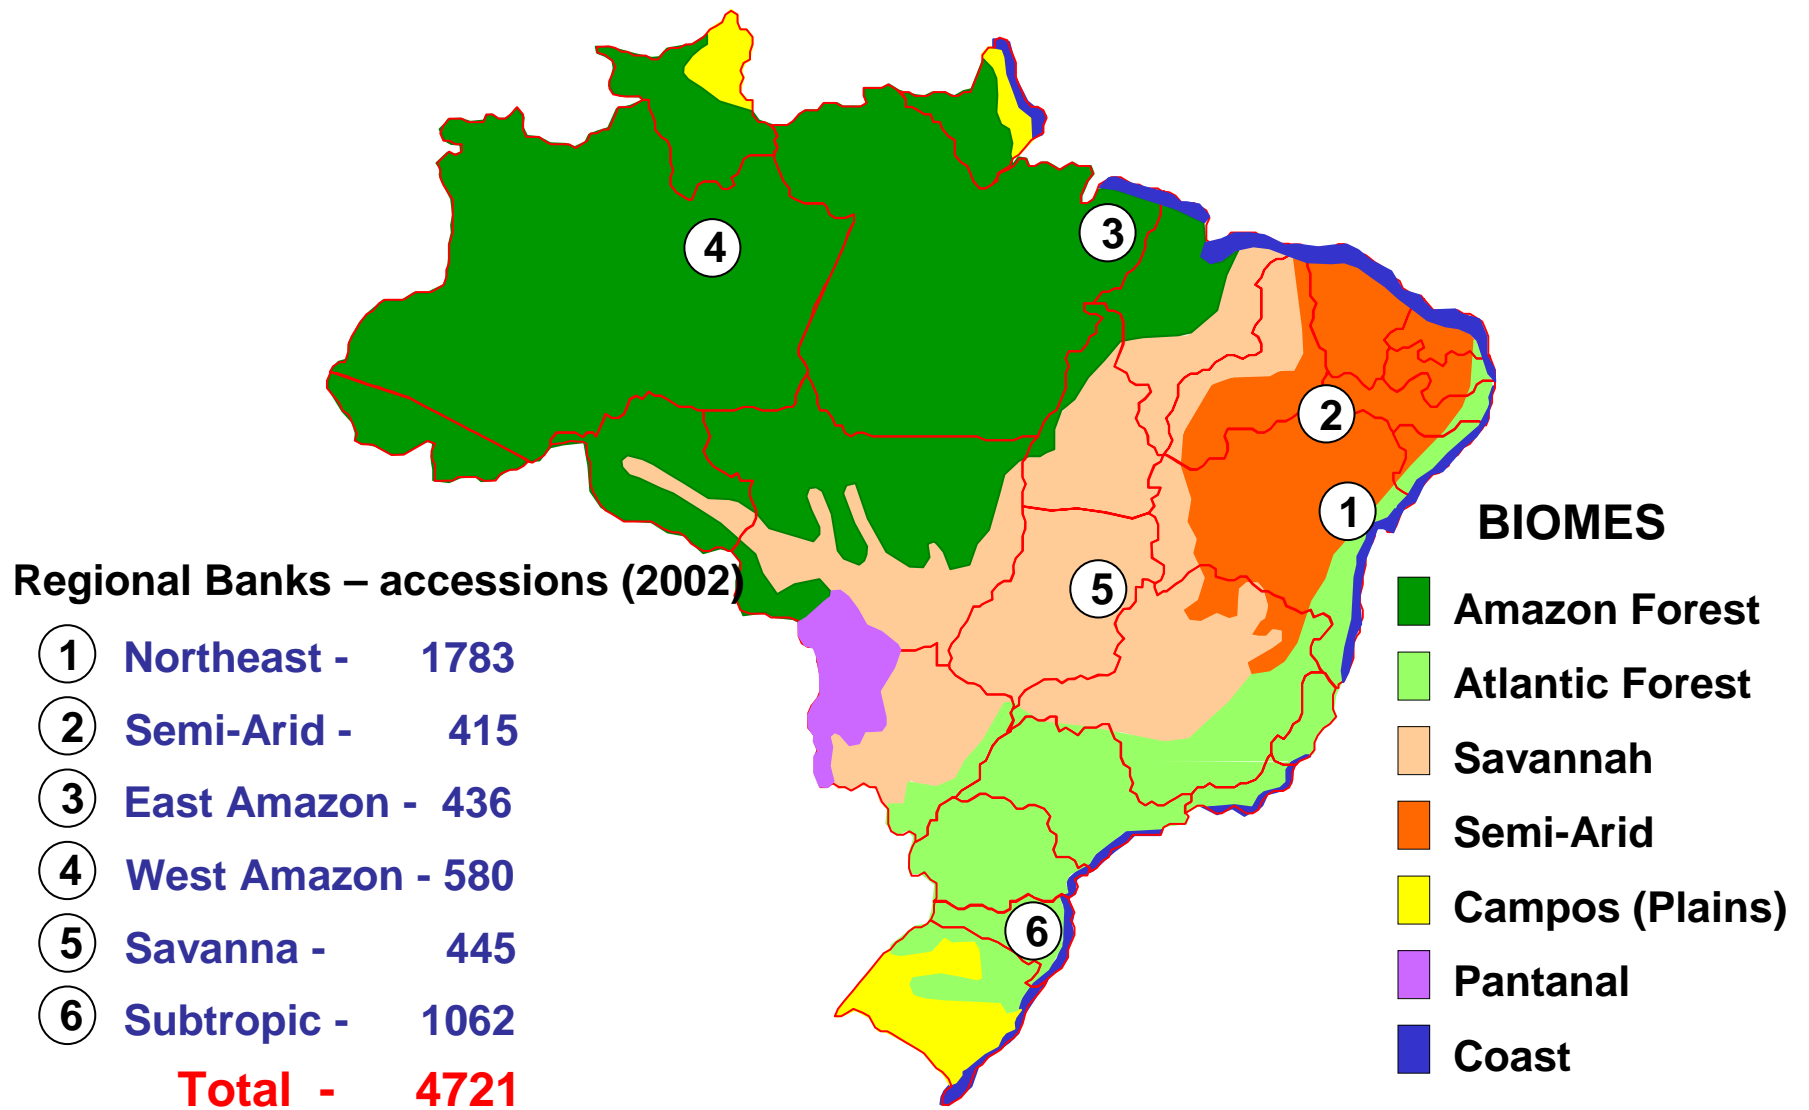 4
3
2
1
5
6
Regional Banks – accessions (2002)
1 Northeast - 1783
2 Semi-Arid - 415
3 East Amazon - 436
4 West Amazon - 580
5 Savanna - 445
6 Subtropic - 1062
Total - 4721
BIOMES
Amazon Forest
Atlantic Forest
Savannah
Semi-Arid
Campos (Plains)
Pantanal
Coast